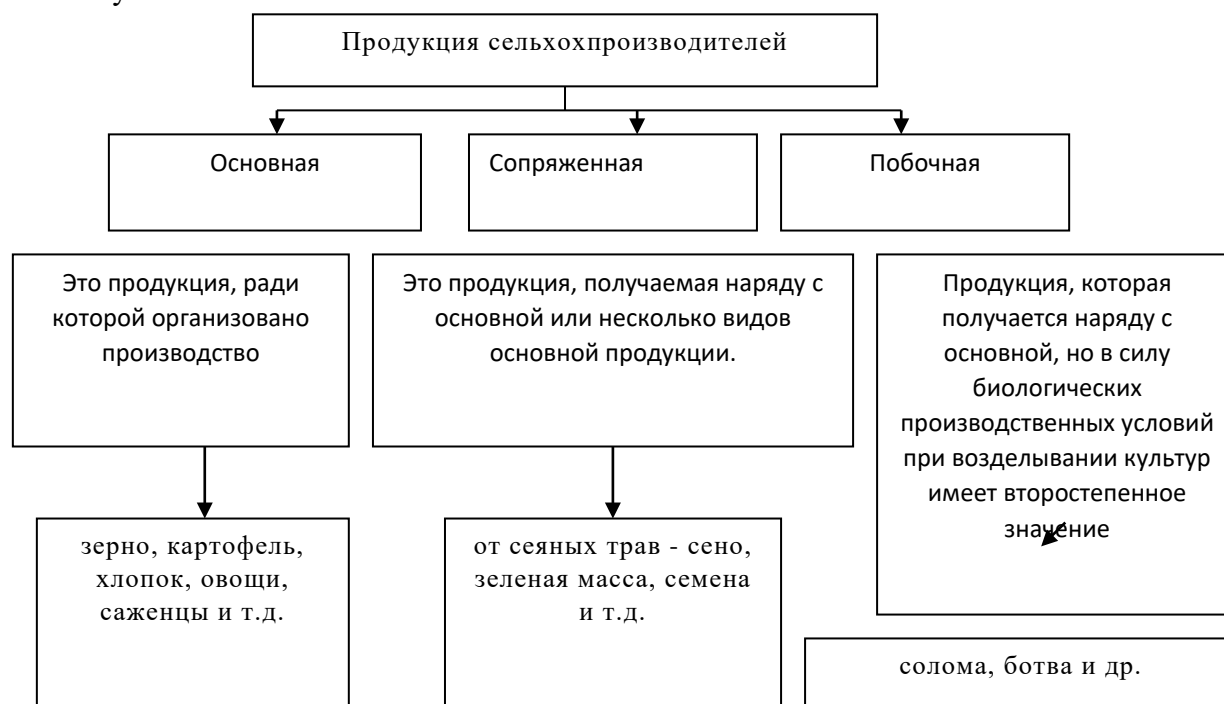 Продукция сельхохпроизводителей
Основная
Сопряженная
Побочная
Это продукция, ради
которой организовано
производство
Это продукция, получаемая наряду с
основной или несколько видов
основной продукции.
Продукция, которая
получается наряду с
основной, но в силу
биологических
производственных условий
при возделывании культур
имеет второстепенное
значение
зерно, картофель,
хлопок, овощи,
саженцы и т.д.
от сеяных трав - сено,
зеленая масса, семена
и т.д.
солома, ботва и др.